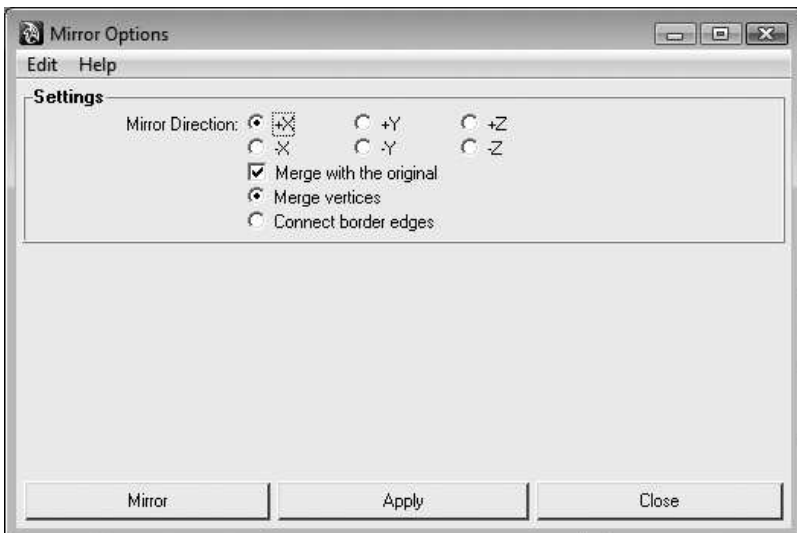 Mirror Options
Edit Help
Settings
Mirror Direction: +X +Y +Z
-X -Y -Z
Merge with the original
Merge vertices
Connect border edges
Mirror Apply Close